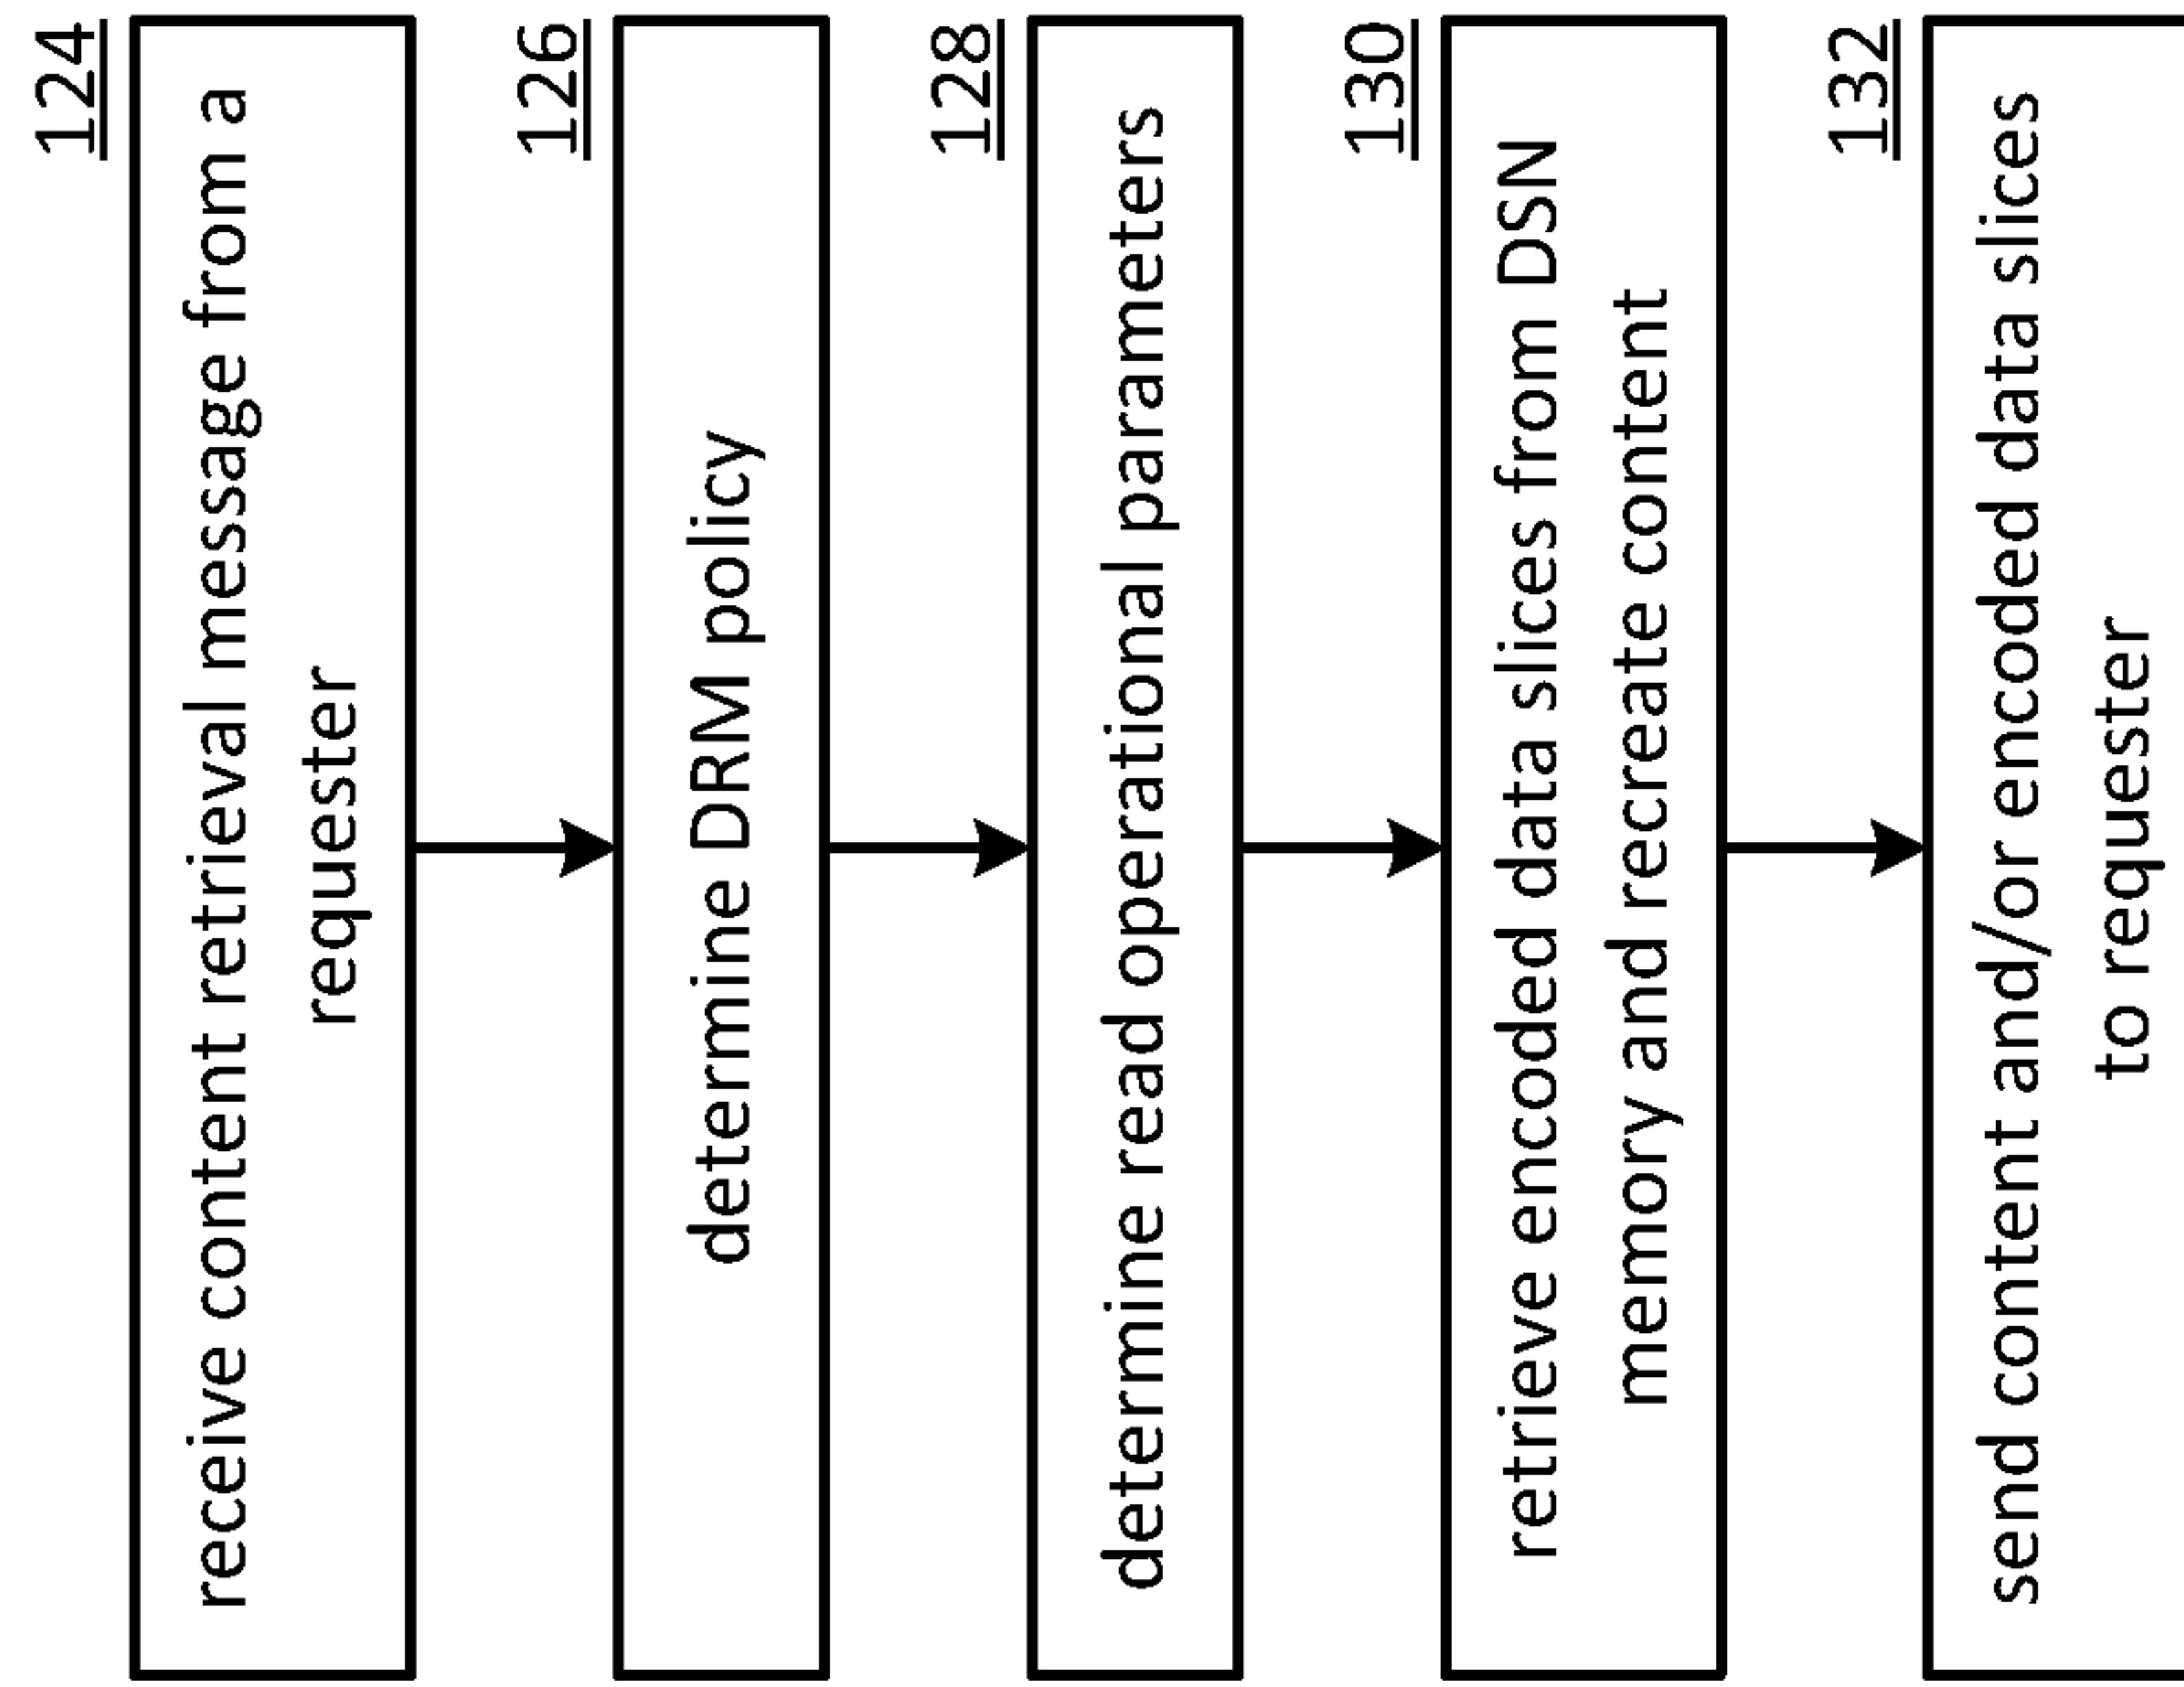 124
receive content retrieval message from a
requester
126
determine DRM policy
128
determine read operational parameters
130
retrieve encoded data slices from DSN
memory and recreate content
132
send content and/or encoded data slices
to requester